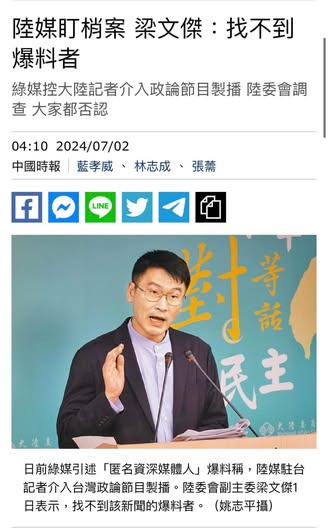 陸媒盯梢案 梁文傑：找不到
爆料者
綠媒控大陸記者介入政論節目製播 陸委會調
查 大家都否認
04:10 2024/07/02
中國時報 藍孝威 、 林志成 、 張薷
LINE
對等
話
民主
日前綠媒引述「匿名資深媒體人」爆料稱，陸媒駐台
記者介入台灣政論節目製播。陸委會副主委梁文傑1
日表示，找不到該新聞的爆料者。（姚志平攝）